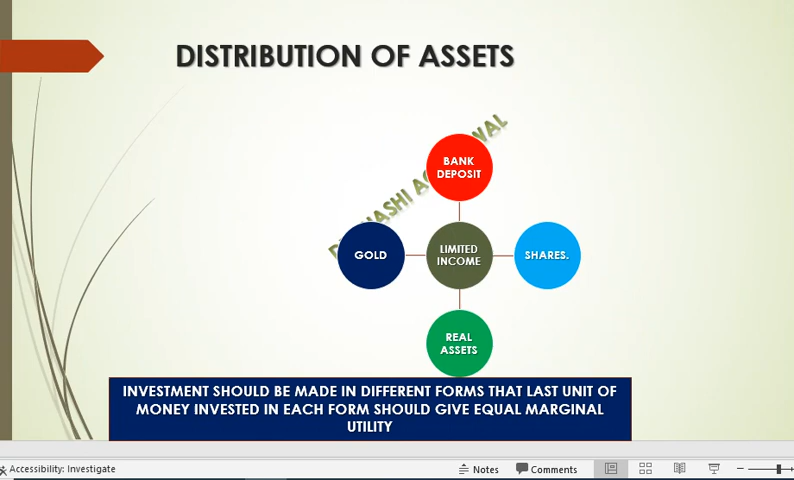 DISTRIBUTION OF ASSETS
BANK
DEPOSIT
GOLD
LIMITED
INCOME
SHARES.
REAL
ASSETS
INVESTMENT SHOULD BE MADE IN DIFFERENT FORMS THAT LAST UNIT OF
MONEY INVESTED IN EACH FORM SHOULD GIVE EQUAL MARGINAL
UTILITY
Accessibility: Investigate
Notes
Comments